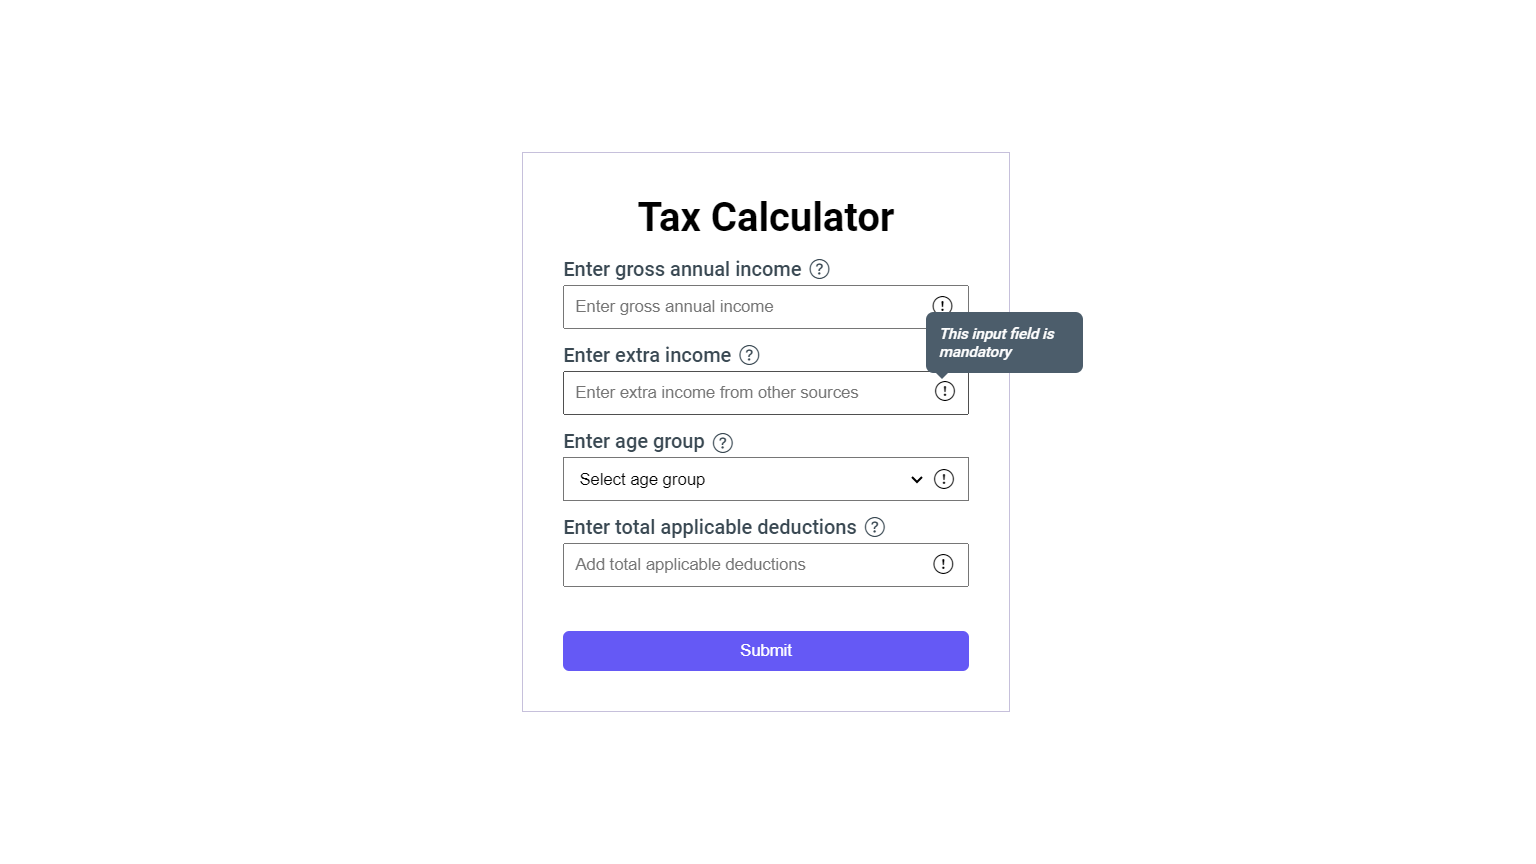 Tax Calculator
Enter gross annual income ?
Enter gross annual income !
This input field is
mandatory
Enter extra income ?
Enter extra income from other sources !
Enter age group ?
Select age group !
Enter total applicable deductions ?
Add total applicable deductions !
Submit